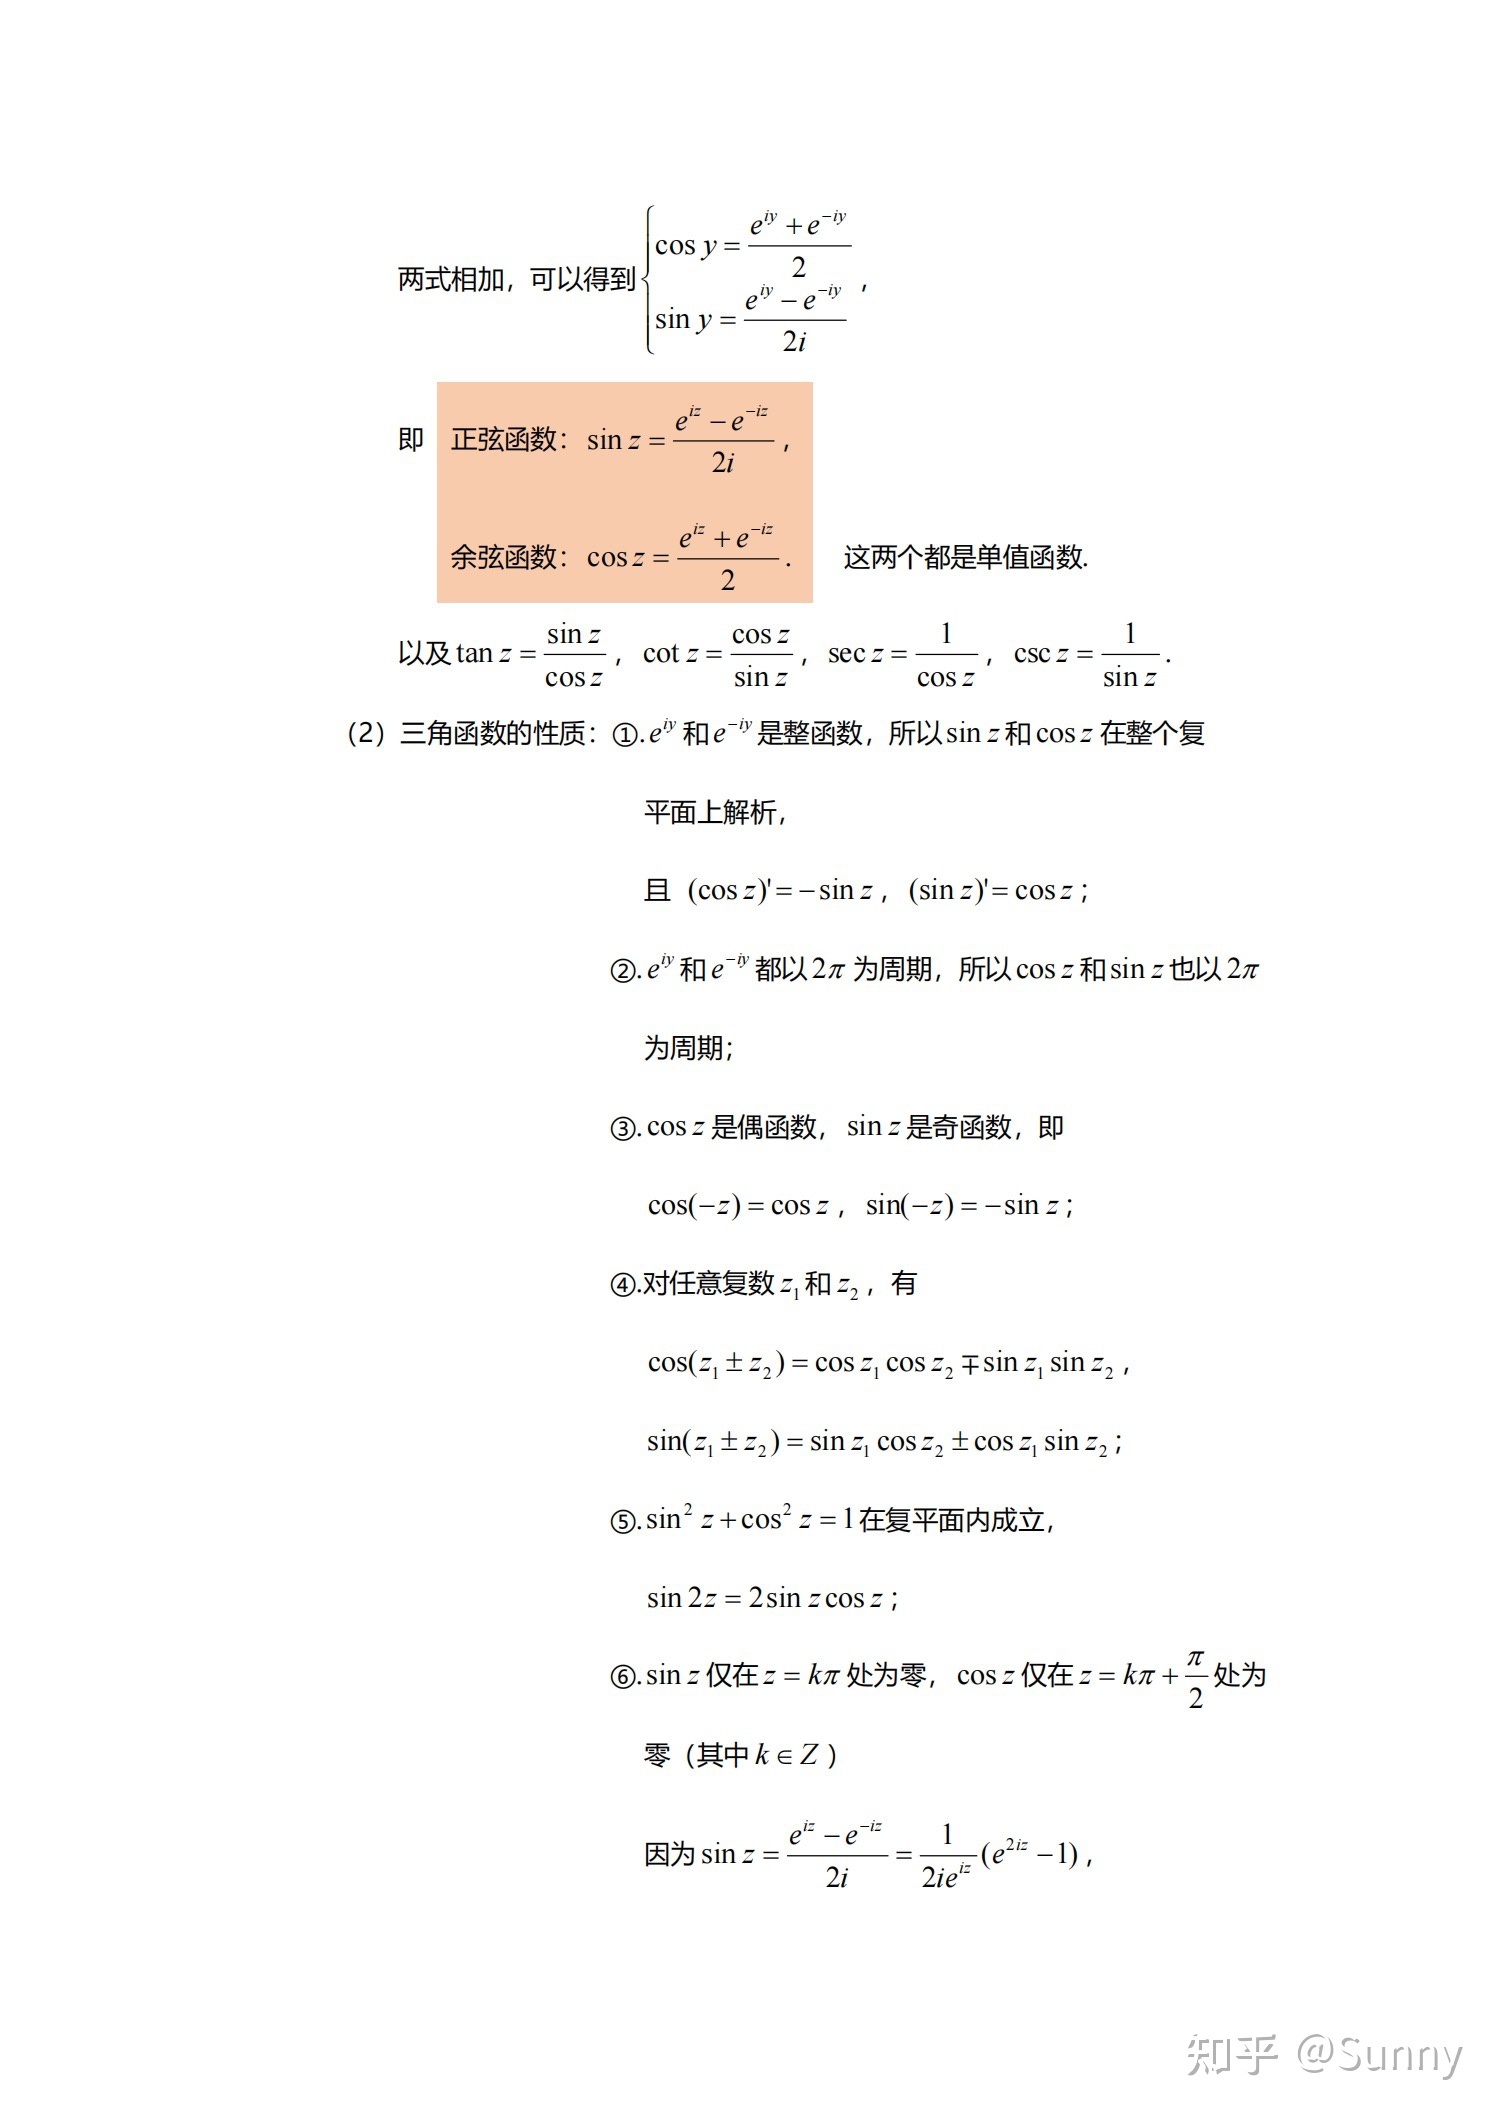 两式相加，可以得到 $\begin{cases} \cos y = \dfrac{e^{iy}+e^{-iy}}{2} \\ \sin y = \dfrac{e^{iy}-e^{-iy}}{2i} \end{cases}$，
即 正弦函数：$\sin z = \dfrac{e^{iz}-e^{-iz}}{2i}$，
余弦函数：$\cos z = \dfrac{e^{iz}+e^{-iz}}{2}$. 这两个都是单值函数.
以及 $\tan z = \dfrac{\sin z}{\cos z}$，$\cot z = \dfrac{\cos z}{\sin z}$，$\sec z = \dfrac{1}{\cos z}$，$\csc z = \dfrac{1}{\sin z}$.
（2）三角函数的性质：①.$e^{iy}$ 和 $e^{-iy}$ 是整函数，所以 $\sin z$ 和 $\cos z$ 在整个复
平面上解析，
且 $(\cos z)' = -\sin z$，$(\sin z)' = \cos z$；
②.$e^{iy}$ 和 $e^{-iy}$ 都以 $2\pi$ 为周期，所以 $\cos z$ 和 $\sin z$ 也以 $2\pi$
为周期；
③.$\cos z$ 是偶函数，$\sin z$ 是奇函数，即
$\cos(-z) = \cos z$，$\sin(-z) = -\sin z$；
④.对任意复数 $z_1$ 和 $z_2$，有
$\cos(z_1 \pm z_2) = \cos z_1 \cos z_2 \mp \sin z_1 \sin z_2$，
$\sin(z_1 \pm z_2) = \sin z_1 \cos z_2 \pm \cos z_1 \sin z_2$；
⑤.$\sin^2 z + \cos^2 z = 1$ 在复平面内成立，
$\sin 2z = 2\sin z \cos z$；
⑥.$\sin z$ 仅在 $z = k\pi$ 处为零，$\cos z$ 仅在 $z = k\pi + \dfrac{\pi}{2}$ 处为
零（其中 $k \in Z$）
因为 $\sin z = \dfrac{e^{iz}-e^{-iz}}{2i} = \dfrac{1}{2ie^{iz}}(e^{2iz}-1)$，
知乎 @Sunny